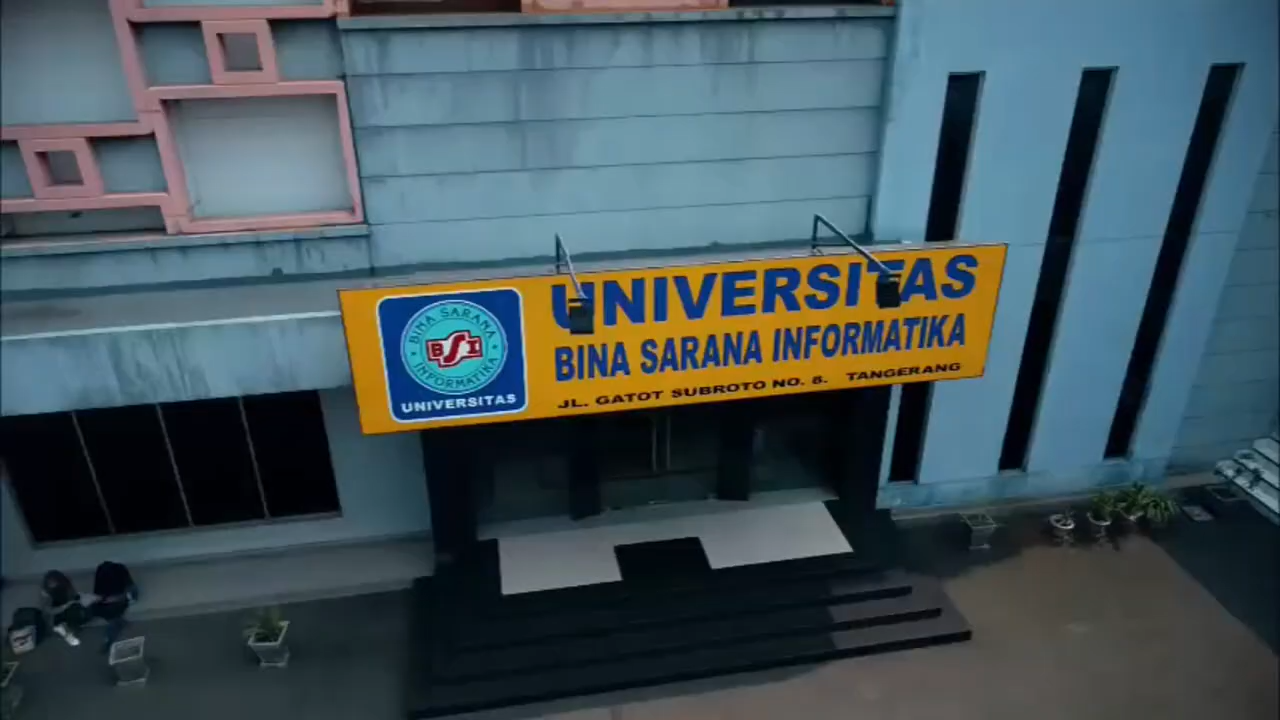 BINA SARANA
BSI
INFORMATIKA
UNIVERSITAS
UNIVERSITAS
BINA SARANA INFORMATIKA
JL. GATOT SUBROTO NO. 8. TANGERANG